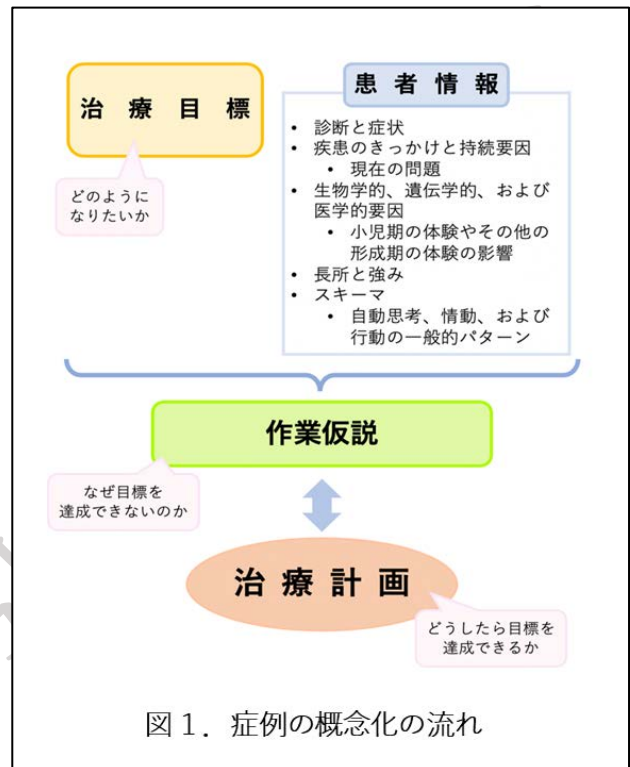 治療目標
どのように
なりたいか
患者情報
• 診断と症状
• 疾患のきっかけと持続要因
• 現在の問題
• 生物学的、遺伝学的、および
医学的要因
• 小児期の体験やその他の
形成期の体験の影響
• 長所と強み
• スキーマ
• 自動思考、情動、および
行動の一般的パターン
作業仮説
なぜ目標を
達成できないのか
治療計画
どうしたら目標を
達成できるか
図1．症例の概念化の流れ